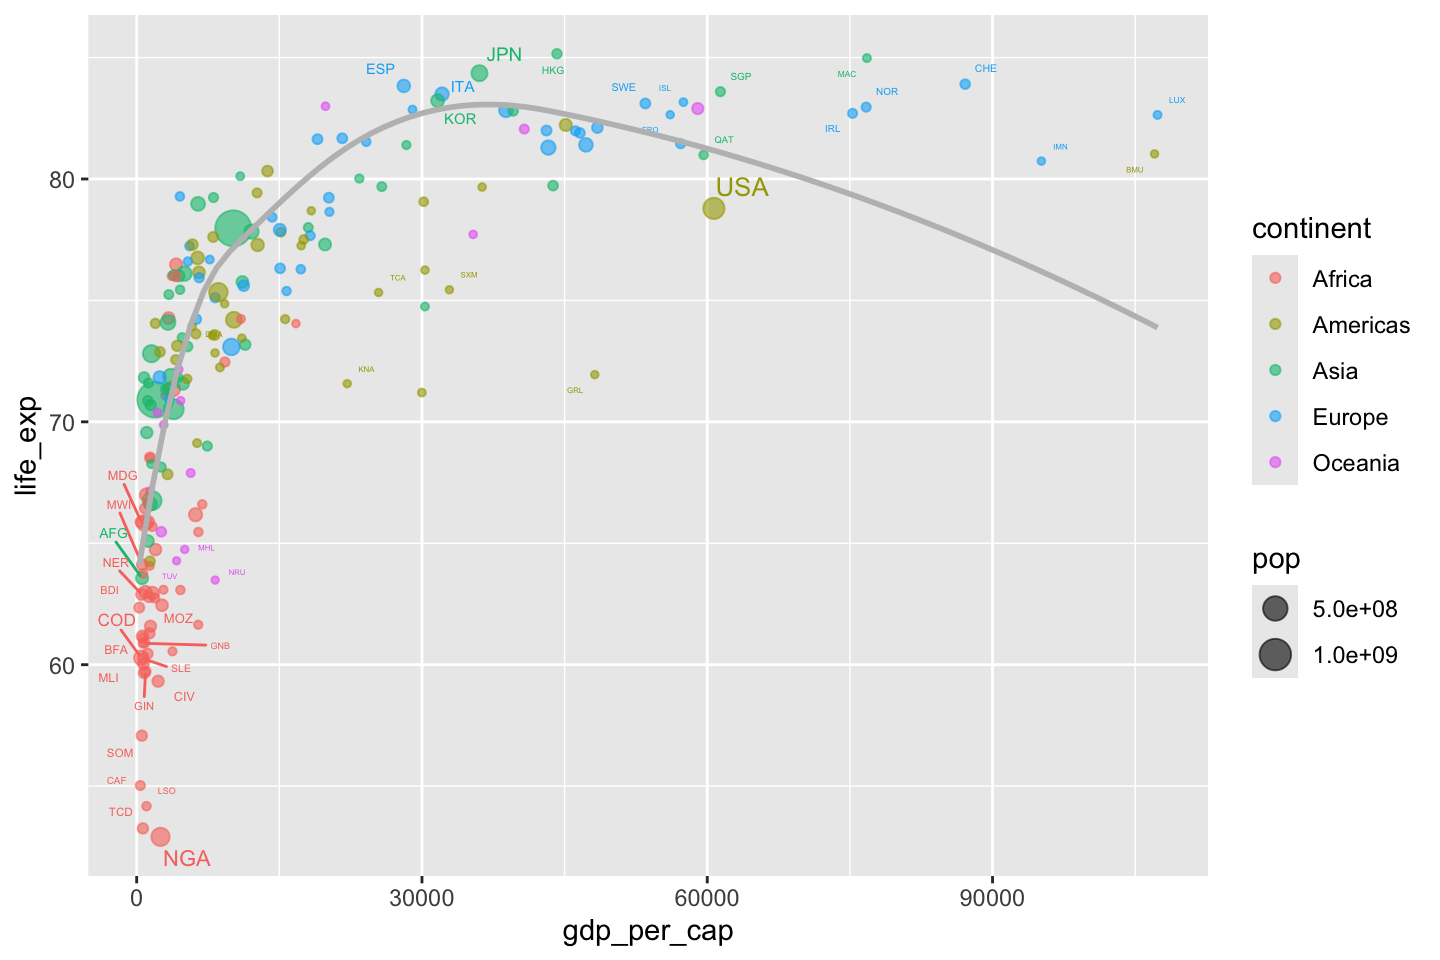 life_exp
80
70
60
0
30000
60000
90000
gdp_per_cap
JPN
ESP
ITA
HKG
KOR
SWE
ISL
SGP
MAC
NOR
CHE
LUX
IRL
QAT
IMN
BMU
USA
TCA
SXM
KNA
GRL
MDG
MWI
AFG
NER
BDI
COD
BFA
MLI
MHL
TUV
NRU
MOZ
GNB
SLE
CIV
GIN
SOM
CAF
LSO
TCD
NGA
continent
Africa
Americas
Asia
Europe
Oceania
pop
5.0e+08
1.0e+09